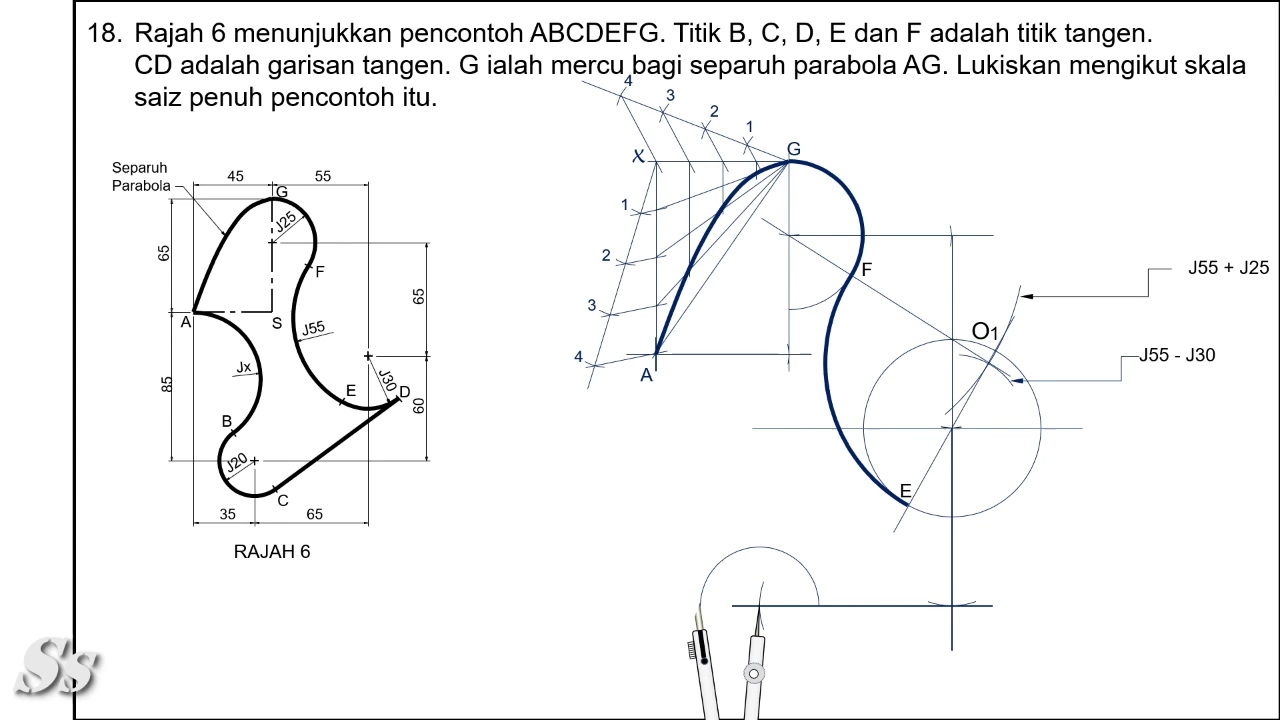 18. Rajah 6 menunjukkan pencontoh ABCDEFG. Titik B, C, D, E dan F adalah titik tangen.
CD adalah garisan tangen. G ialah mercu bagi separuh parabola AG. Lukiskan mengikut skala
saiz penuh pencontoh itu.
Separuh
Parabola
45
55
G
J25
65
F
65
A
S
J55
Jx
J30
E
D
85
60
B
J20
C
35
65
RAJAH 6
4
3
2
1
X
G
1
2
3
4
A
F
J55 + J25
O1
J55 - J30
E
Ss